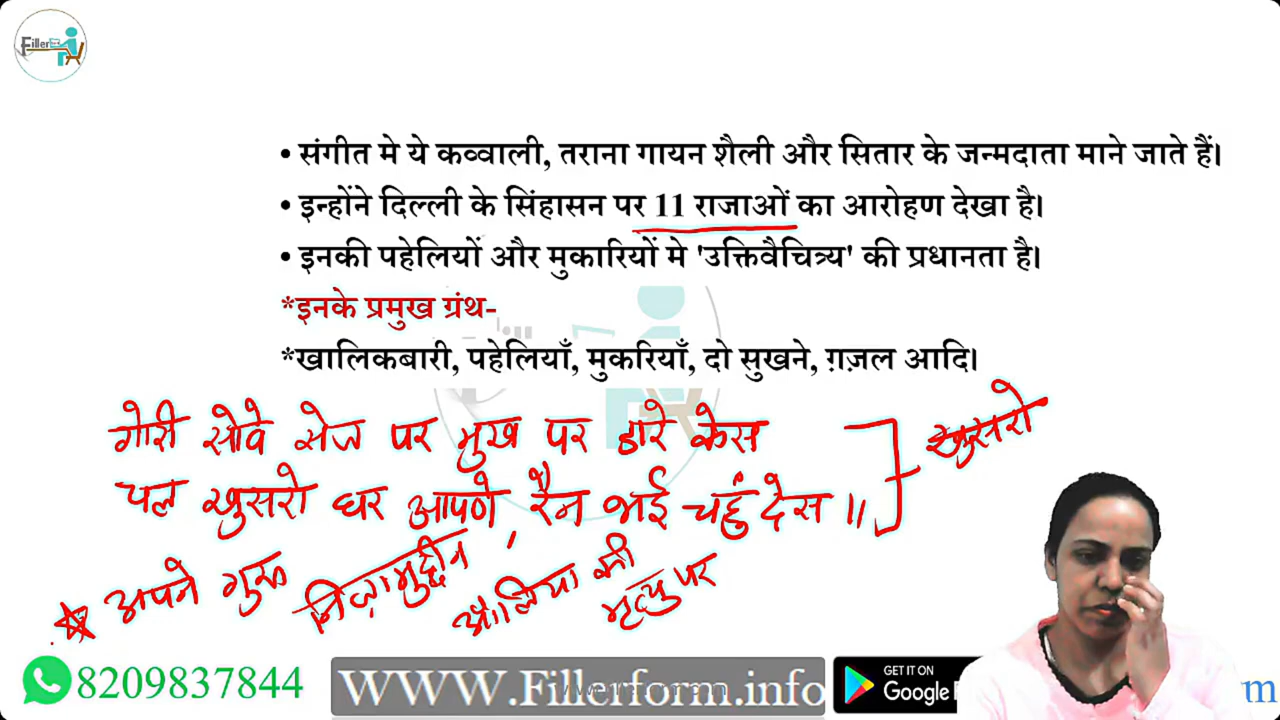 Fillerform
• संगीत मे ये कव्वाली, तराना गायन शैली और सितार के जन्मदाता माने जाते हैं।
• इन्होंने दिल्ली के सिंहासन पर 11 राजाओं का आरोहण देखा है।
• इनकी पहेलियों और मुकारियों मे 'उक्तिवैचित्र्य' की प्रधानता है।
*इनके प्रमुख ग्रंथ-
*खालिकबारी, पहेलियाँ, मुकरियाँ, दो सुखने, ग़ज़ल आदि।
गोरी सोवे सेज पर मुख पर डारे केस
चल खुसरो घर आपणे, रैन भई चहुं देस ॥
खुसरो
अपने गुरू निज़ामुद्दीन औलिया की मृत्यु पर
8209837844
www.Fillerform.info
GET IT ON
Google
m